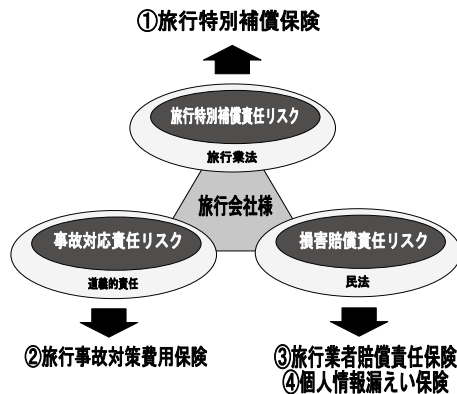 ①旅行特別補償保険
旅行特別補償責任リスク
旅行業法
旅行会社様
事故対応責任リスク
道義的責任
損害賠償責任リスク
民法
②旅行事故対策費用保険
③旅行業者賠償責任保険
④個人情報漏えい保険